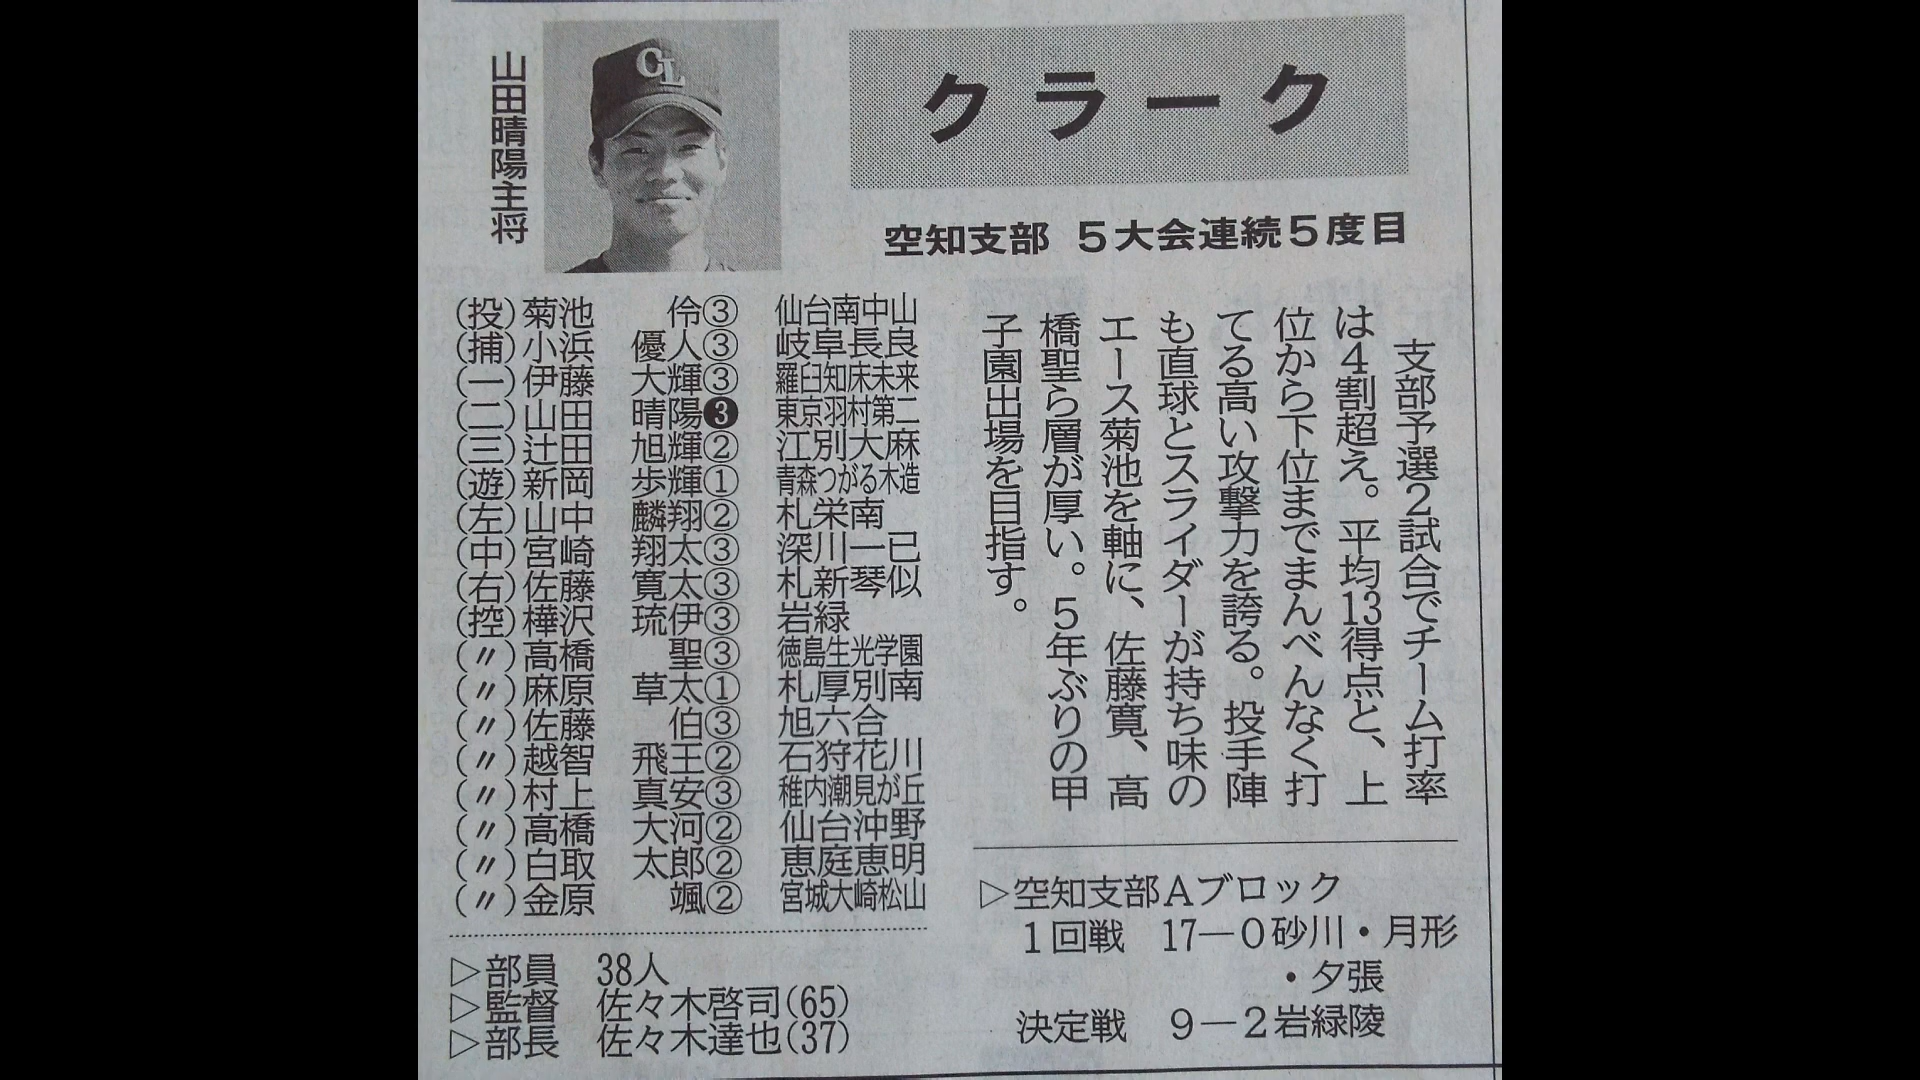 クラーク
空知支部 5大会連続5度目
山田晴陽主将
CL
支部予選2試合でチーム打率
は4割超え。平均13得点と、上
位から下位までまんべんなく打
てる高い攻撃力を誇る。投手陣
も直球とスライダーが持ち味の
エース菊池を軸に、佐藤寛、高
橋聖ら層が厚い。5年ぶりの甲
子園出場を目指す。
(投)菊池 伶③ 仙台南中山
(捕)小浜 優人③ 岐阜長良
(一)伊藤 大輝③ 羅臼知床未来
(二)山田 晴陽❸ 東京羽村第二
(三)辻田 旭輝② 江別大麻
(遊)新岡 歩輝① 青森つがる木造
(左)山中 麟翔② 札栄南
(中)宮崎 翔太③ 深川一已
(右)佐藤 寛太③ 札新琴似
(控)樺沢 琉伊③ 岩緑
(〃)高橋 聖③ 徳島生光学園
(〃)麻原 草太① 札厚別南
(〃)佐藤 伯③ 旭六合
(〃)越智 飛王② 石狩花川
(〃)村上 真安③ 稚内潮見が丘
(〃)高橋 大河② 仙台沖野
(〃)白取 太郎② 恵庭恵明
(〃)金原 颯② 宮城大崎松山
▷部員 38人
▷監督 佐々木啓司(65)
▷部長 佐々木達也(37)
▷空知支部Aブロック
1回戦 17―0砂川・月形
・夕張
決定戦 9―2岩緑陵